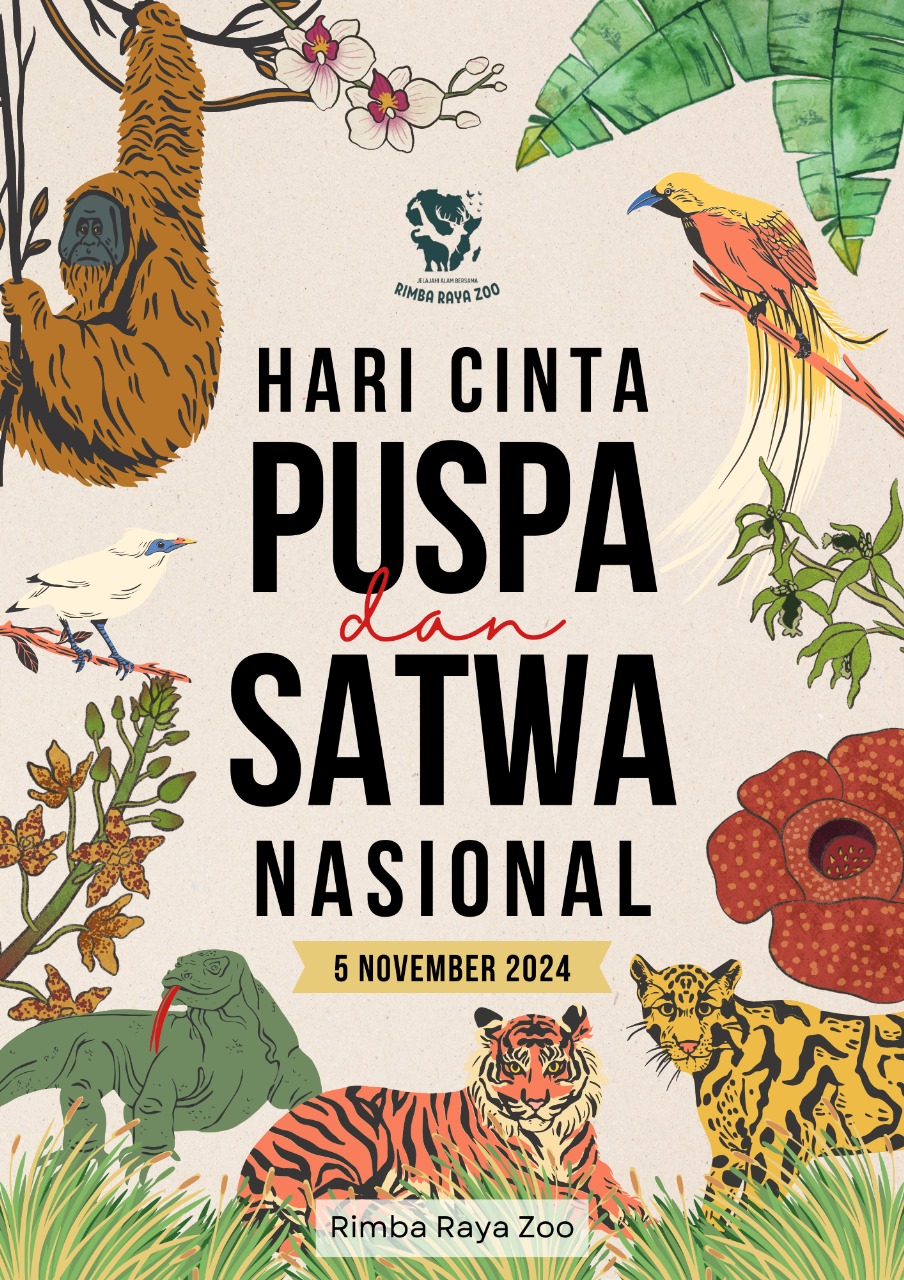 JELAJAHI ALAM BERSAMA
RIMBA RAYA ZOO
HARI CINTA
PUSPA
dan
SATWA
NASIONAL
5 NOVEMBER 2024
Rimba Raya Zoo